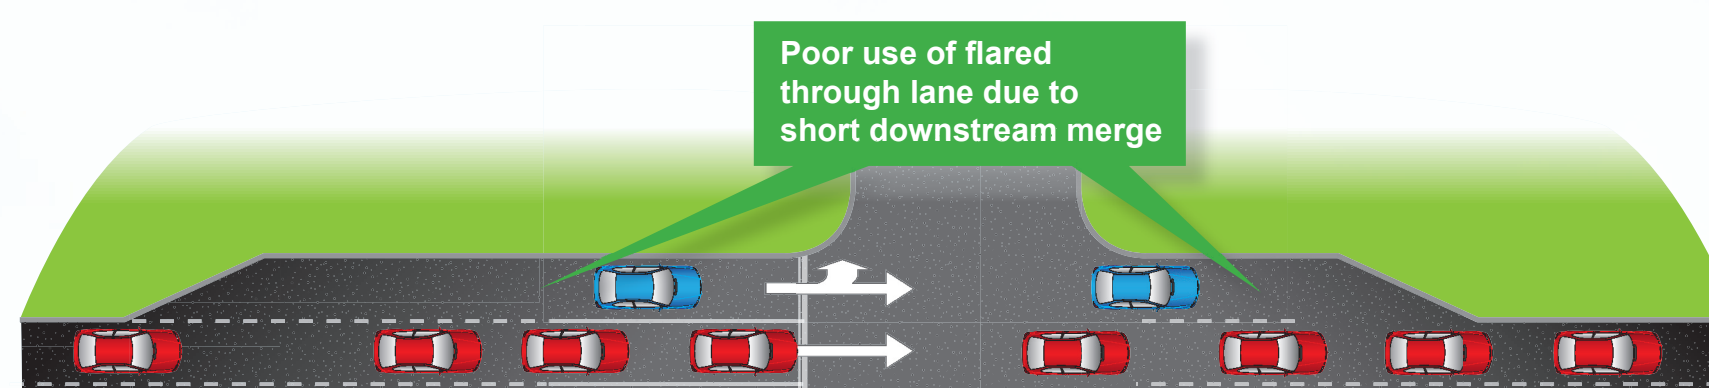 Poor use of flared
through lane due to
short downstream merge